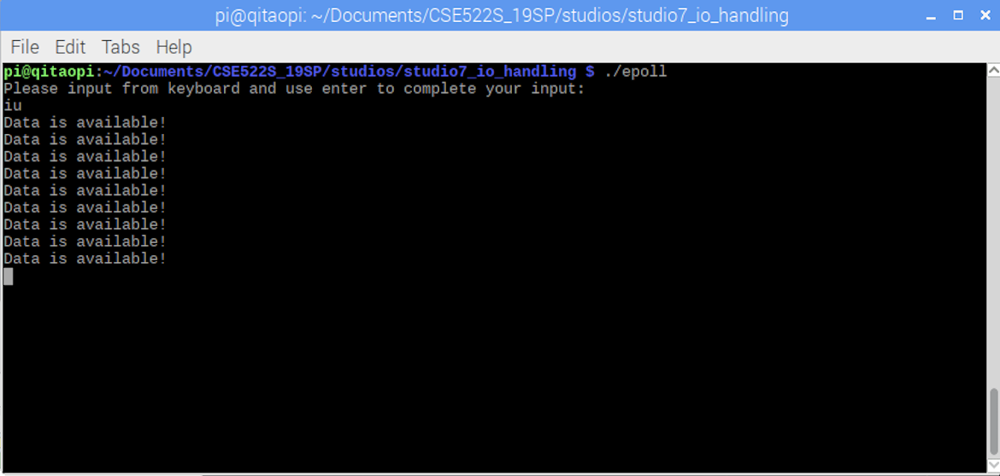 pi@qitaopi: ~/Documents/CSE522S_19SP/studios/studio7_io_handling
File Edit Tabs Help
pi@qitaopi:~/Documents/CSE522S_19SP/studios/studio7_io_handling $ ./epoll
Please input from keyboard and use enter to complete your input:
iu
Data is available!
Data is available!
Data is available!
Data is available!
Data is available!
Data is available!
Data is available!
Data is available!
Data is available!